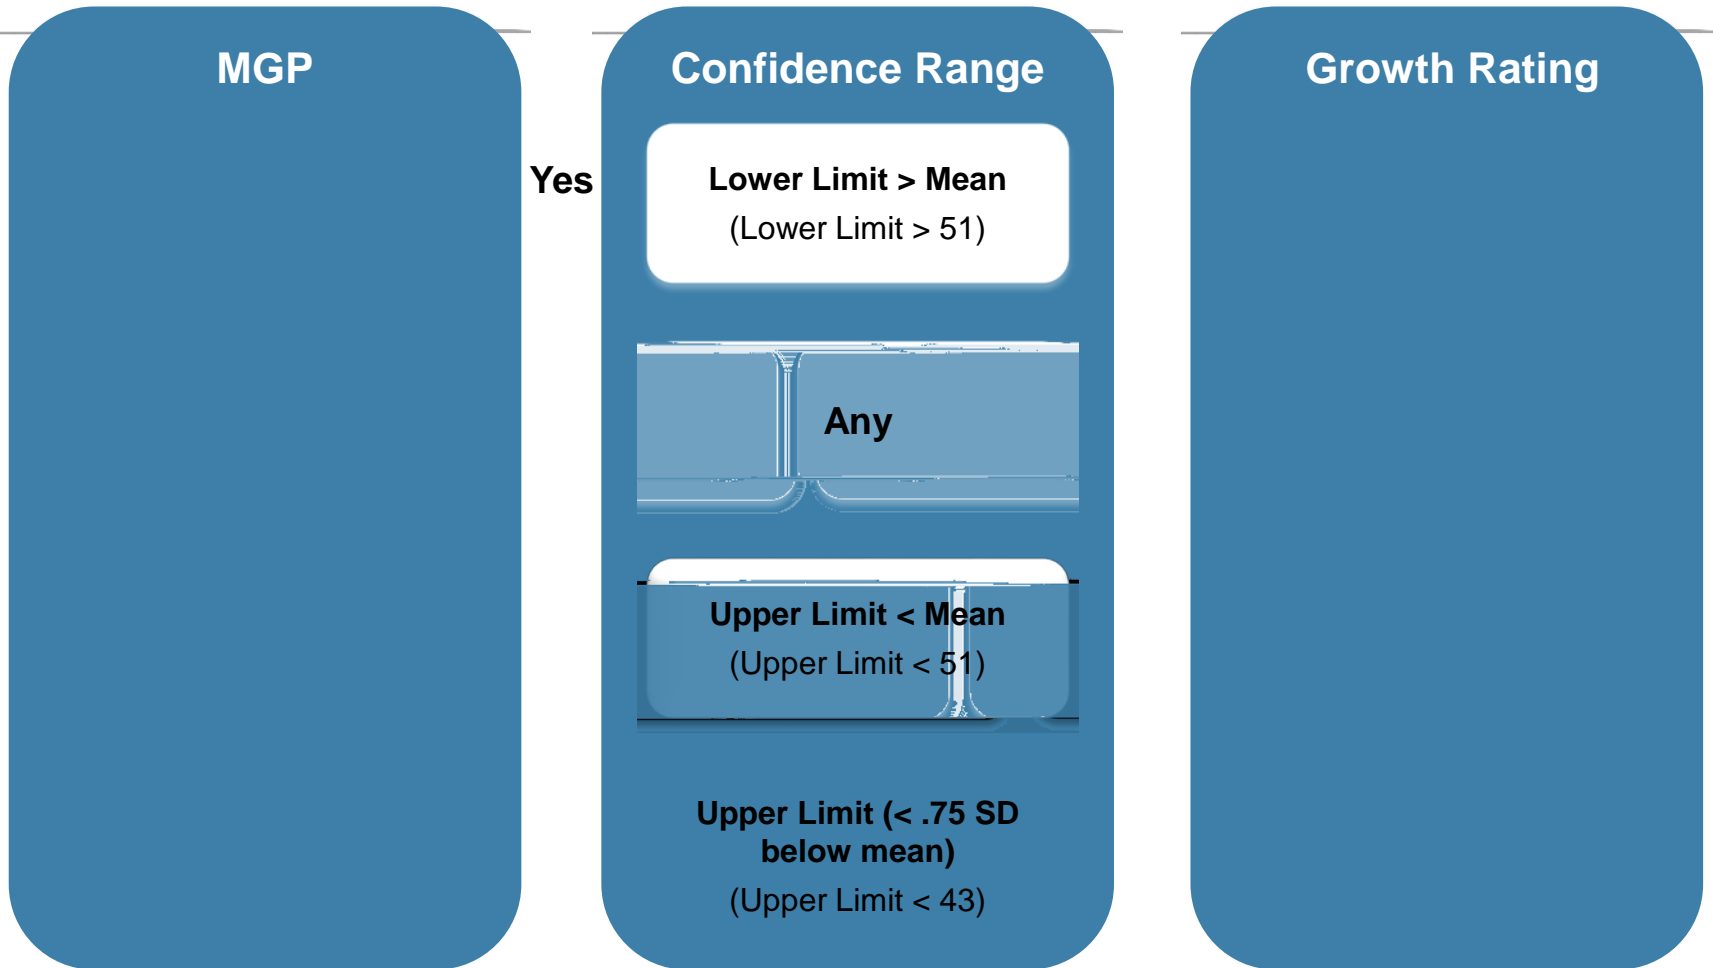 MGP
Confidence Range
Growth Rating
Yes
Lower Limit > Mean
(Lower Limit > 51)
Any
Upper Limit < Mean
(Upper Limit < 51)
Upper Limit (< .75 SD
below mean)
(Upper Limit < 43)